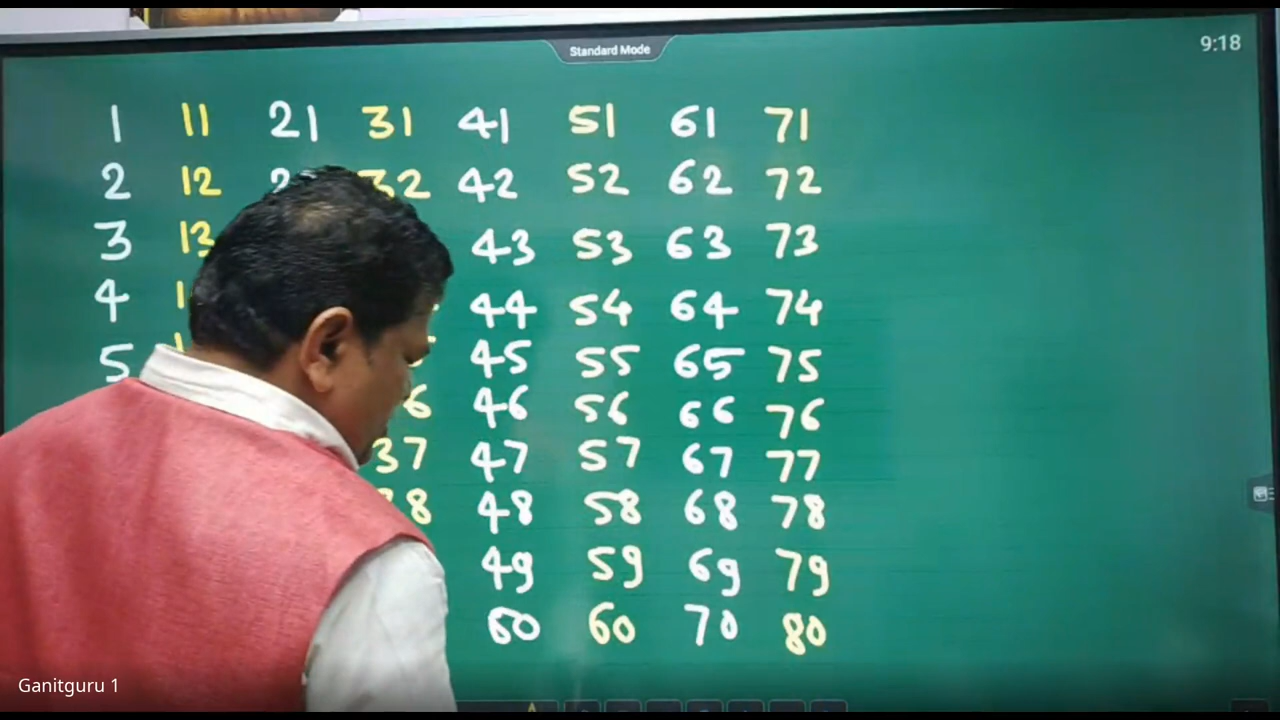 Standard Mode
9:18
1 11 21 31 41 51 61 71
2 12 32 42 52 62 72
3 13 43 53 63 73
4 44 54 64 74
5 45 55 65 75
46 56 66 76
37 47 57 67 77
48 58 68 78
49 59 69 79
60 60 70 80
Ganitguru 1